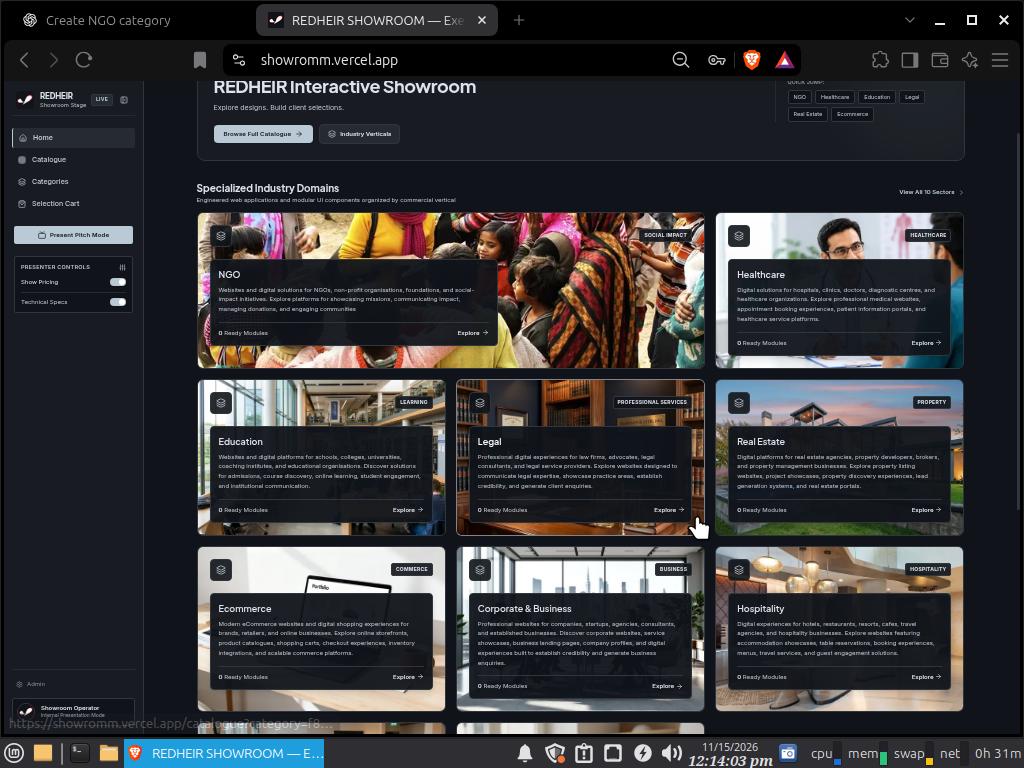 Create NGO category
REDHEIR SHOWROOM — Exe
showromm.vercel.app
REDHEIR
Showroom Stage
LIVE
Home
Catalogue
Categories
Selection Cart
Present Pitch Mode
PRESENTER CONTROLS
Show Pricing
Technical Specs
Admin
Showroom Operator
Internal Presentation Mode
REDHEIR Interactive Showroom
Explore designs. Build client selections.
Browse Full Catalogue →
Industry Verticals
QUICK JUMP:
NGO
Healthcare
Education
Legal
Real Estate
Ecommerce
Specialized Industry Domains
Engineered web applications and modular UI components organized by commercial vertical
View All 10 Sectors >
SOCIAL IMPACT
NGO
Websites and digital solutions for NGOs, non-profit organisations, foundations, and social-
impact initiatives. Explore platforms for showcasing missions, communicating impact,
managing donations, and engaging communities
0 Ready Modules
Explore →
HEALTHCARE
Healthcare
Digital solutions for hospitals, clinics, doctors, diagnostic centres, and
healthcare organizations. Explore professional medical websites,
appointment booking experiences, patient information portals, and
healthcare service platforms.
0 Ready Modules
Explore →
LEARNING
Education
Websites and digital platforms for schools, colleges, universities,
coaching institutes, and educational organisations. Discover solutions
for admissions, course discovery, online learning, student engagement,
and institutional communication.
0 Ready Modules
Explore →
PROFESSIONAL SERVICES
Legal
Professional digital experiences for law firms, advocates, legal
consultants, and legal service providers. Explore websites designed to
communicate legal expertise, showcase practice areas, establish
credibility, and generate client enquiries.
0 Ready Modules
Explore →
PROPERTY
Real Estate
Digital platforms for real estate agencies, property developers, brokers,
and property management businesses. Explore property listing
websites, project showcases, property discovery experiences, lead
generation systems, and real estate portals.
0 Ready Modules
Explore →
COMMERCE
Portfolio
Ecommerce
Modern eCommerce websites and digital shopping experiences for
brands, retailers, and online businesses. Explore online storefronts,
product catalogues, shopping carts, checkout experiences, inventory
integrations, and scalable commerce platforms.
0 Ready Modules
Explore →
BUSINESS
Corporate & Business
Professional websites for companies, startups, agencies, consultants,
and established businesses. Discover corporate websites, service
showcases, business landing pages, company profiles, and digital
experiences built to establish credibility and generate business
enquiries.
0 Ready Modules
Explore →
HOSPITALITY
Hospitality
Digital experiences for hotels, restaurants, resorts, cafes, travel
agencies, and hospitality businesses. Explore websites featuring
accommodation showcases, table reservations, booking experiences,
menus, travel services, and guest engagement solutions.
0 Ready Modules
Explore →
https://showromm.vercel.app/catalogue?category=f8...
REDHEIR SHOWROOM — E...
11/15/2026
12:14:03 pm
cpu
mem
swap
net
0h 31m